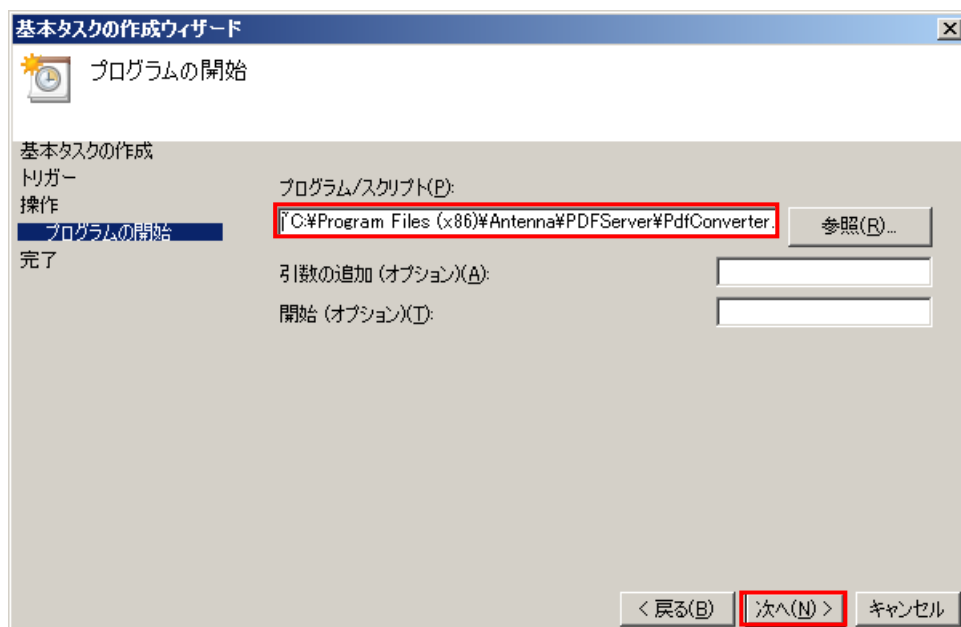 基本タスクの作成ウィザード
プログラムの開始
基本タスクの作成
トリガー
操作
プログラムの開始
完了
プログラム/スクリプト(P):
"C:¥Program Files (x86)¥Antenna¥PDFServer¥PdfConverter.
参照(R)...
引数の追加 (オプション)(A):
開始 (オプション)(T):
< 戻る(B)
次へ(N) >
キャンセル